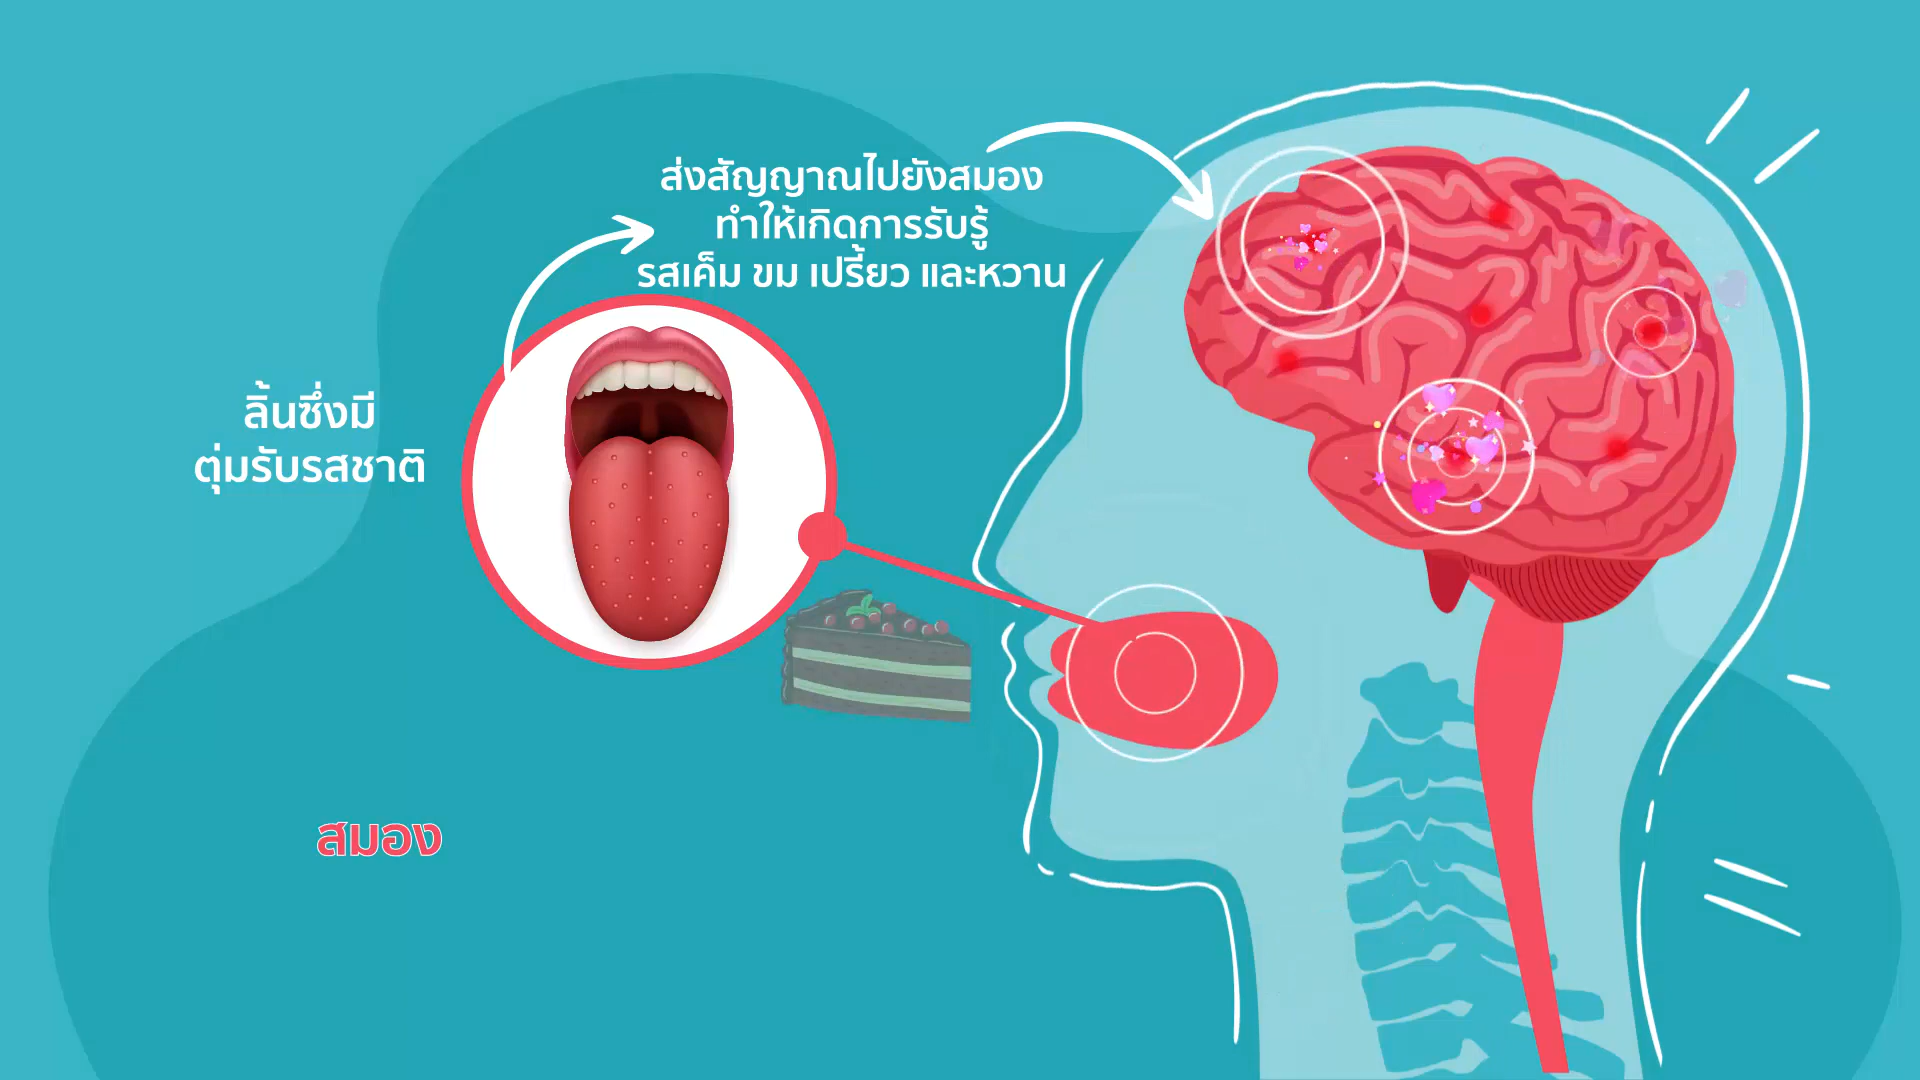 ส่งสัญญาณไปยังสมอง
ทำให้เกิดการรับรู้
รสเค็ม ขม เปรี้ยว และหวาน
ลิ้นซึ่งมี
ตุ่มรับรสชาติ
สมอง